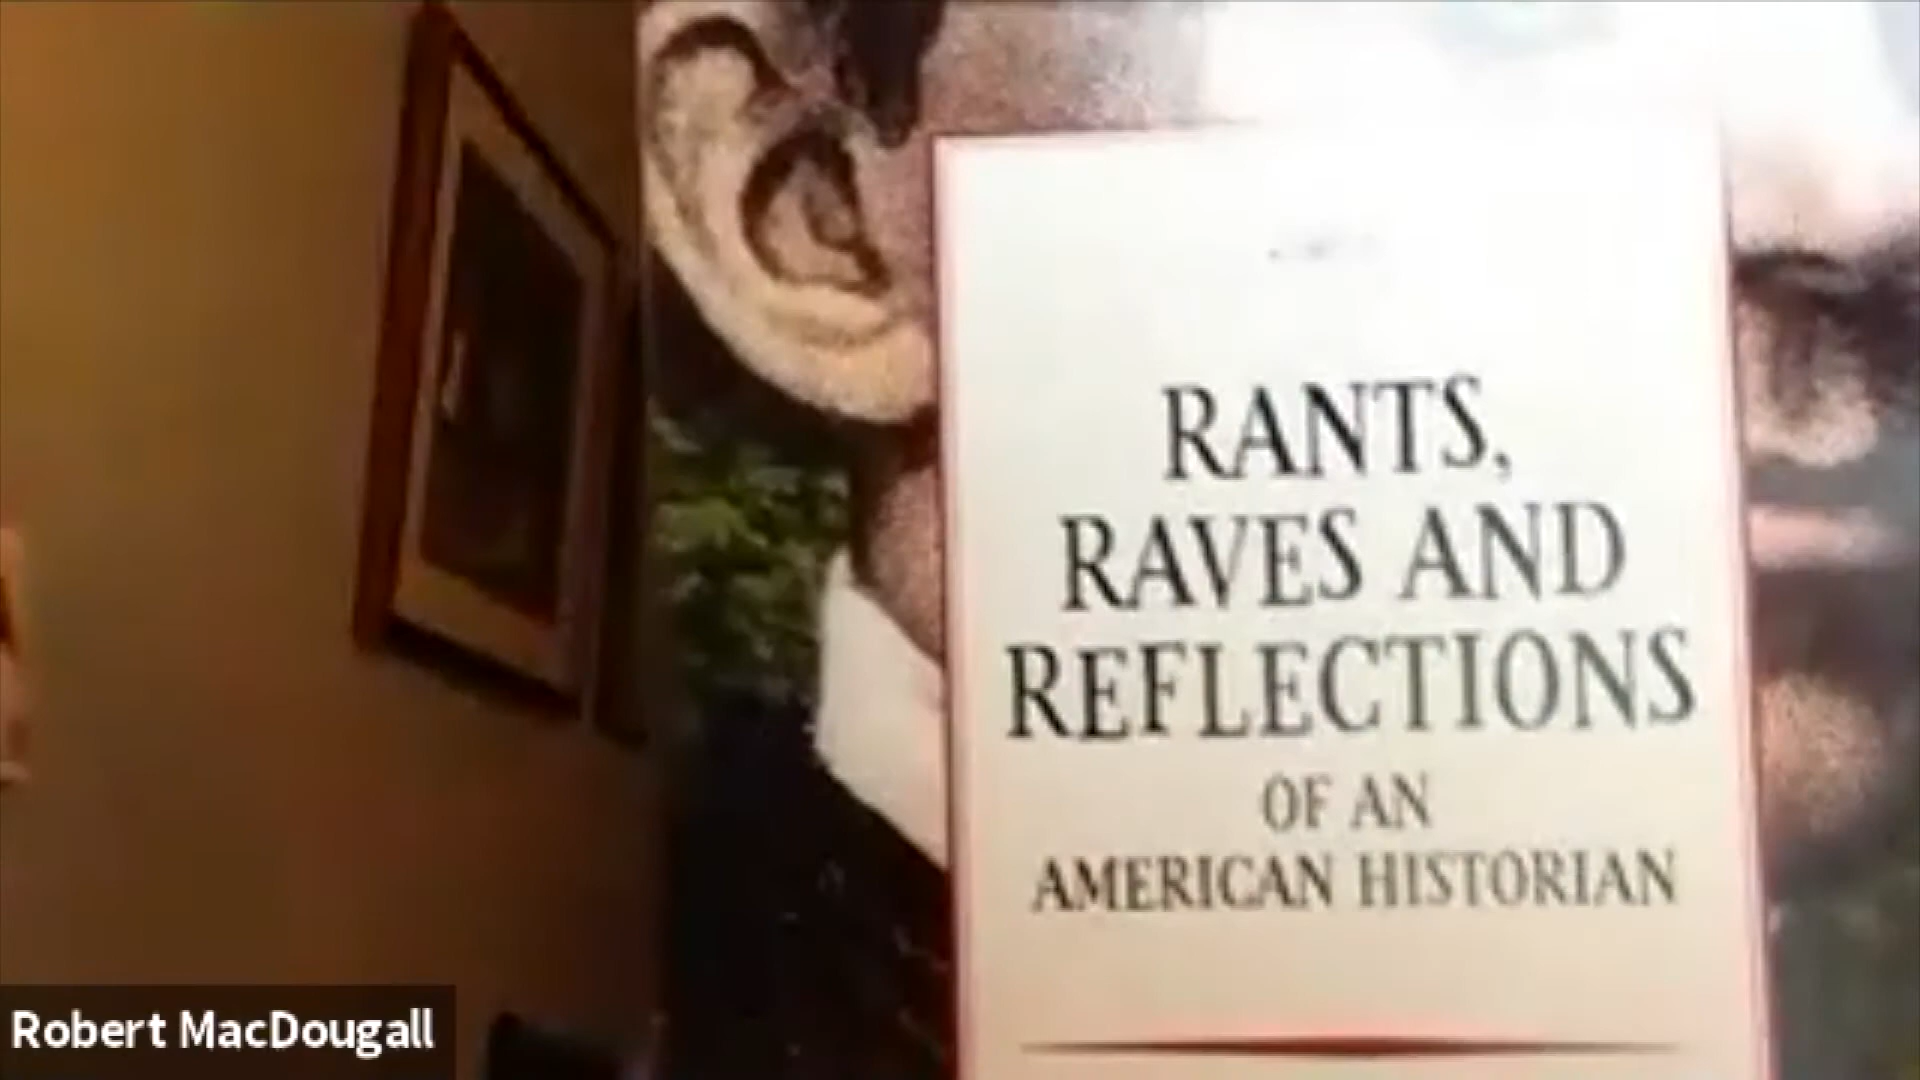 RANTS,
RAVES AND
REFLECTIONS
OF AN
AMERICAN HISTORIAN
Robert MacDougall